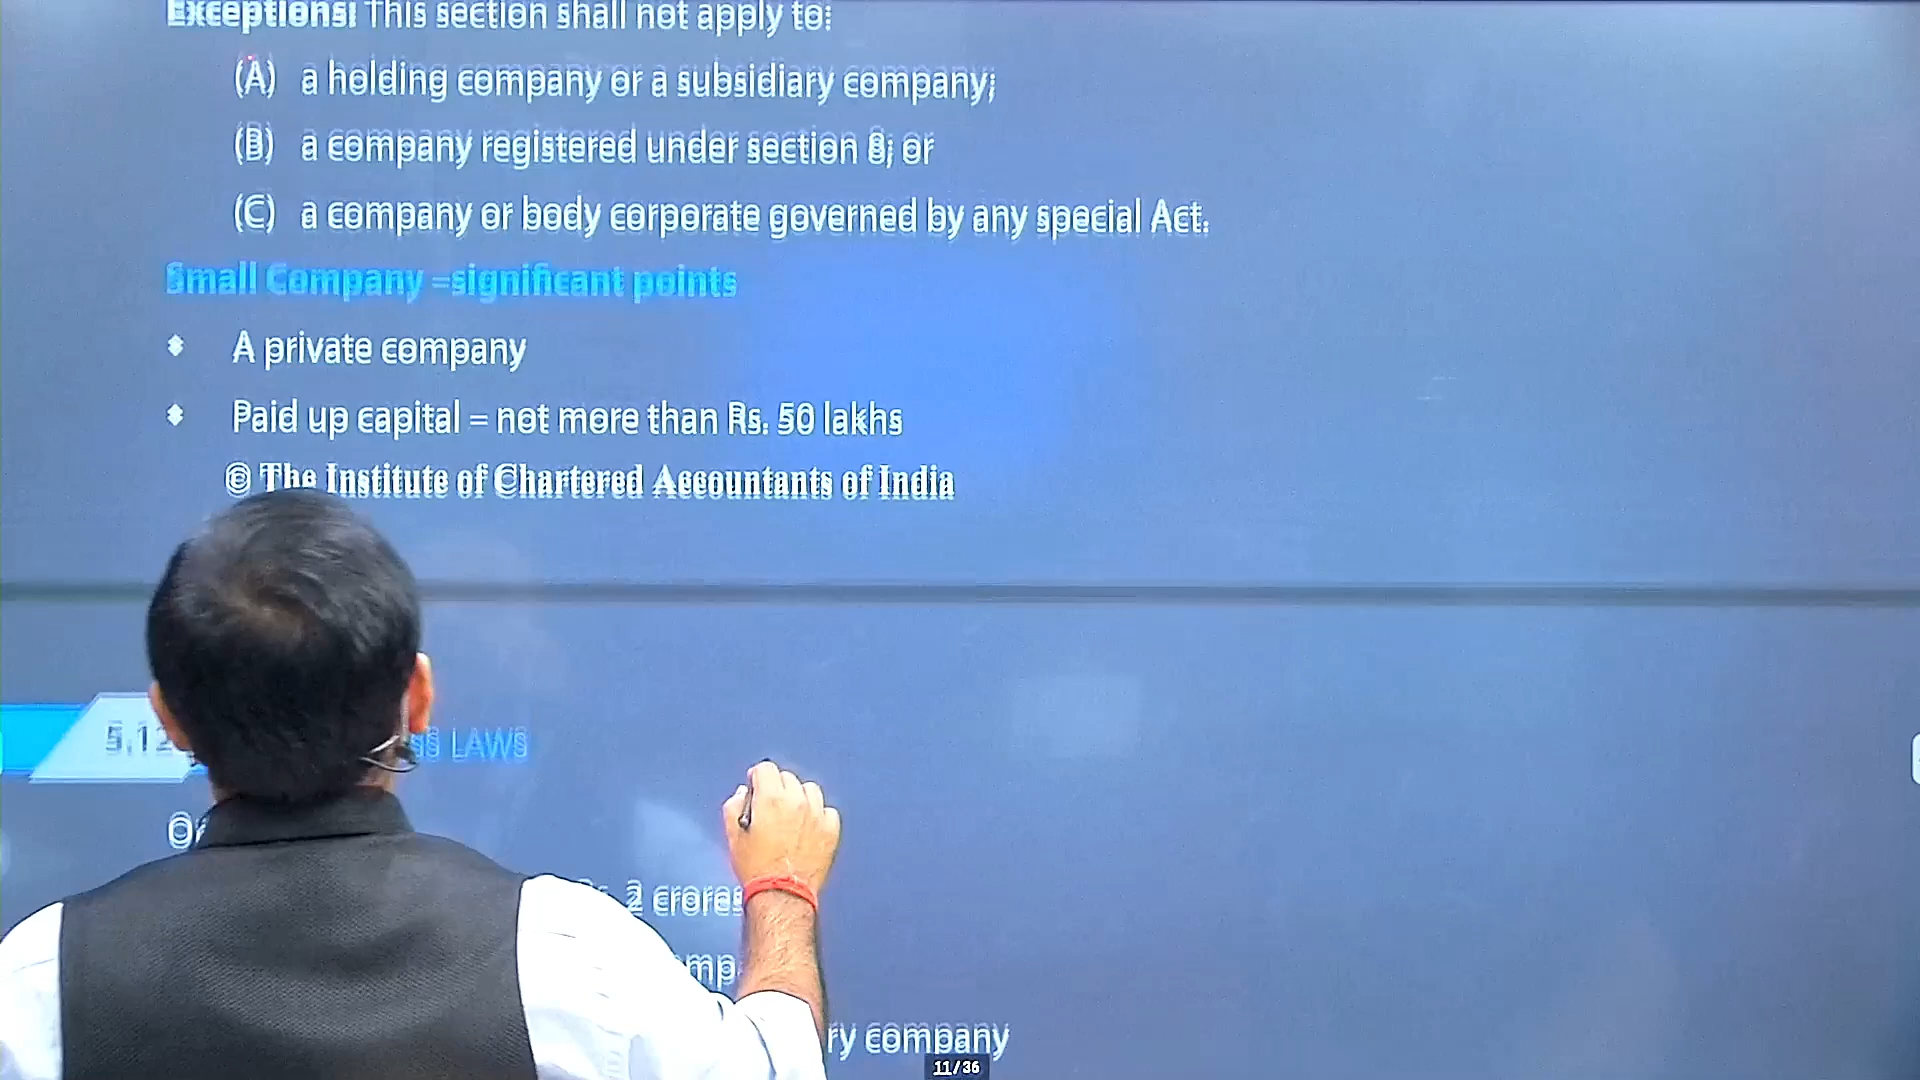 Exceptions: This section shall not apply to:
(A) a holding company or a subsidiary company;
(B) a company registered under section 8; or
(C) a company or body corporate governed by any special Act.
Small Company –significant points
♦ A private company
♦ Paid up capital = not more than Rs. 50 lakhs
© The Institute of Chartered Accountants of India
5.12
LAWS
2 crores
ry company
11/36